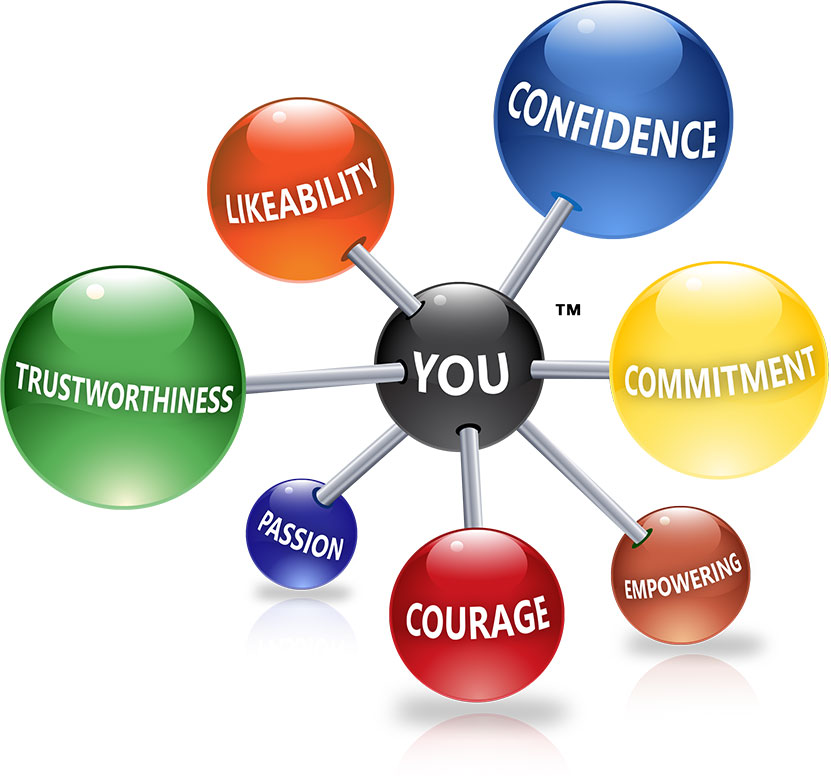 CONFIDENCE
LIKEABILITY
TM
YOU
COMMITMENT
TRUSTWORTHINESS
PASSION
EMPOWERING
COURAGE